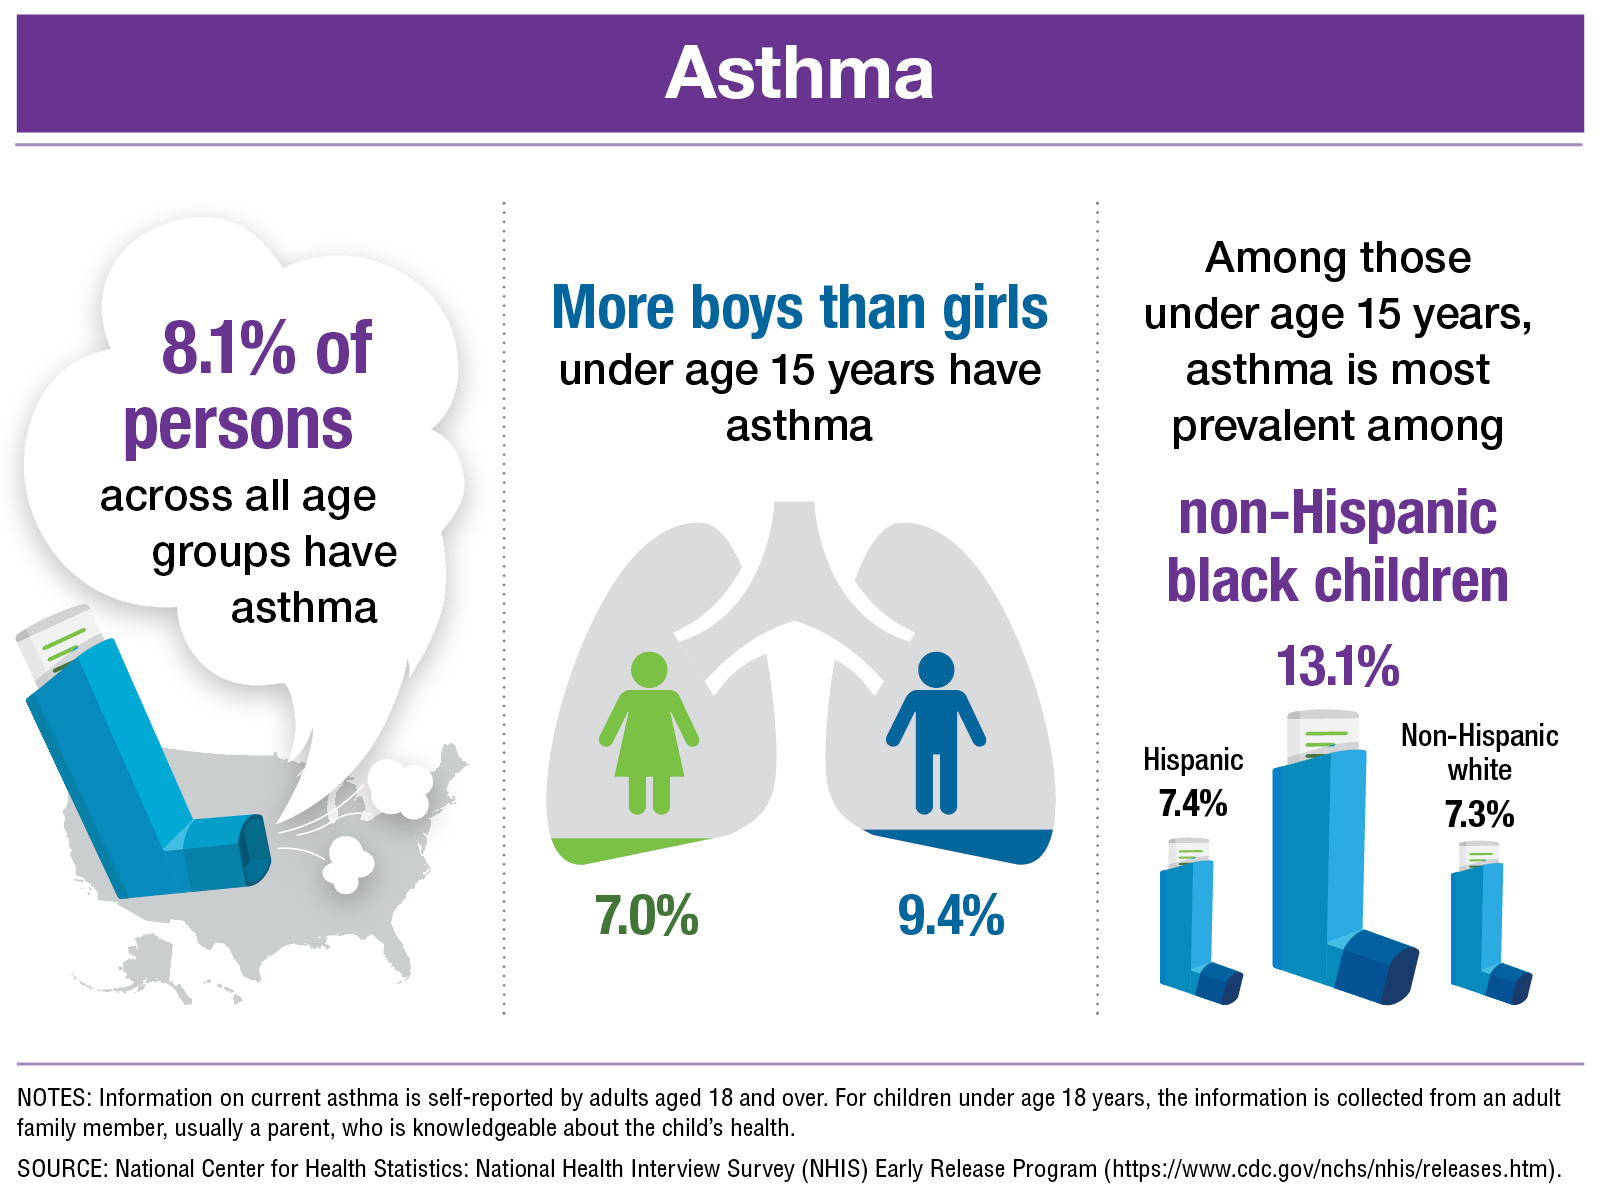 Asthma
8.1% of
persons
across all age
groups have
asthma
More boys than girls
under age 15 years have
asthma
7.0%
9.4%
Among those
under age 15 years,
asthma is most
prevalent among
non-Hispanic
black children
13.1%
Hispanic
7.4%
Non-Hispanic
white
7.3%
NOTES: Information on current asthma is self-reported by adults aged 18 and over. For children under age 18 years, the information is collected from an adult
family member, usually a parent, who is knowledgeable about the child’s health.
SOURCE: National Center for Health Statistics: National Health Interview Survey (NHIS) Early Release Program (https://www.cdc.gov/nchs/nhis/releases.htm).